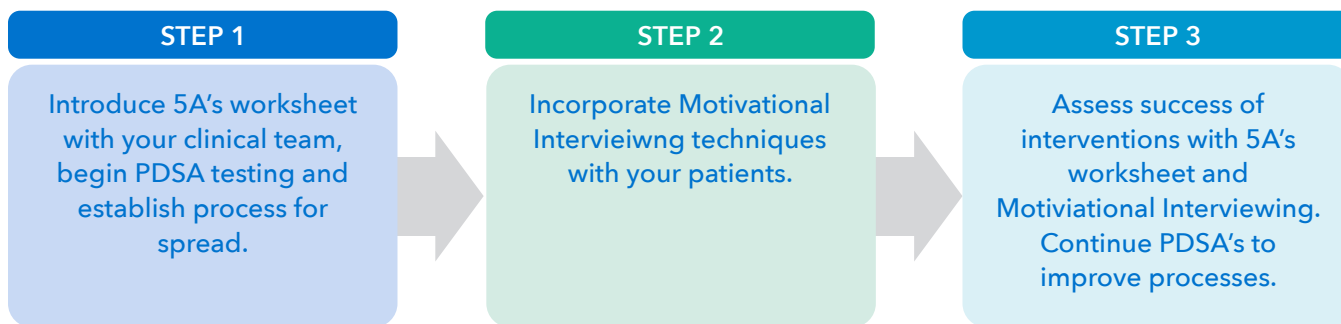 STEP 1
Introduce 5A's worksheet
with your clinical team,
begin PDSA testing and
establish process for
spread.
STEP 2
Incorporate Motivational
Intervieiwng techniques
with your patients.
STEP 3
Assess success of
interventions with 5A's
worksheet and
Motiviational Interviewing.
Continue PDSA's to
improve processes.